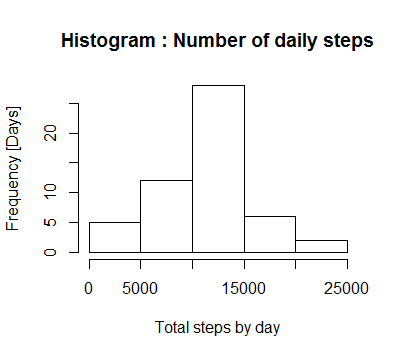 Histogram : Number of daily steps
Frequency [Days]
20
10
5
0
0 5000 15000 25000
Total steps by day